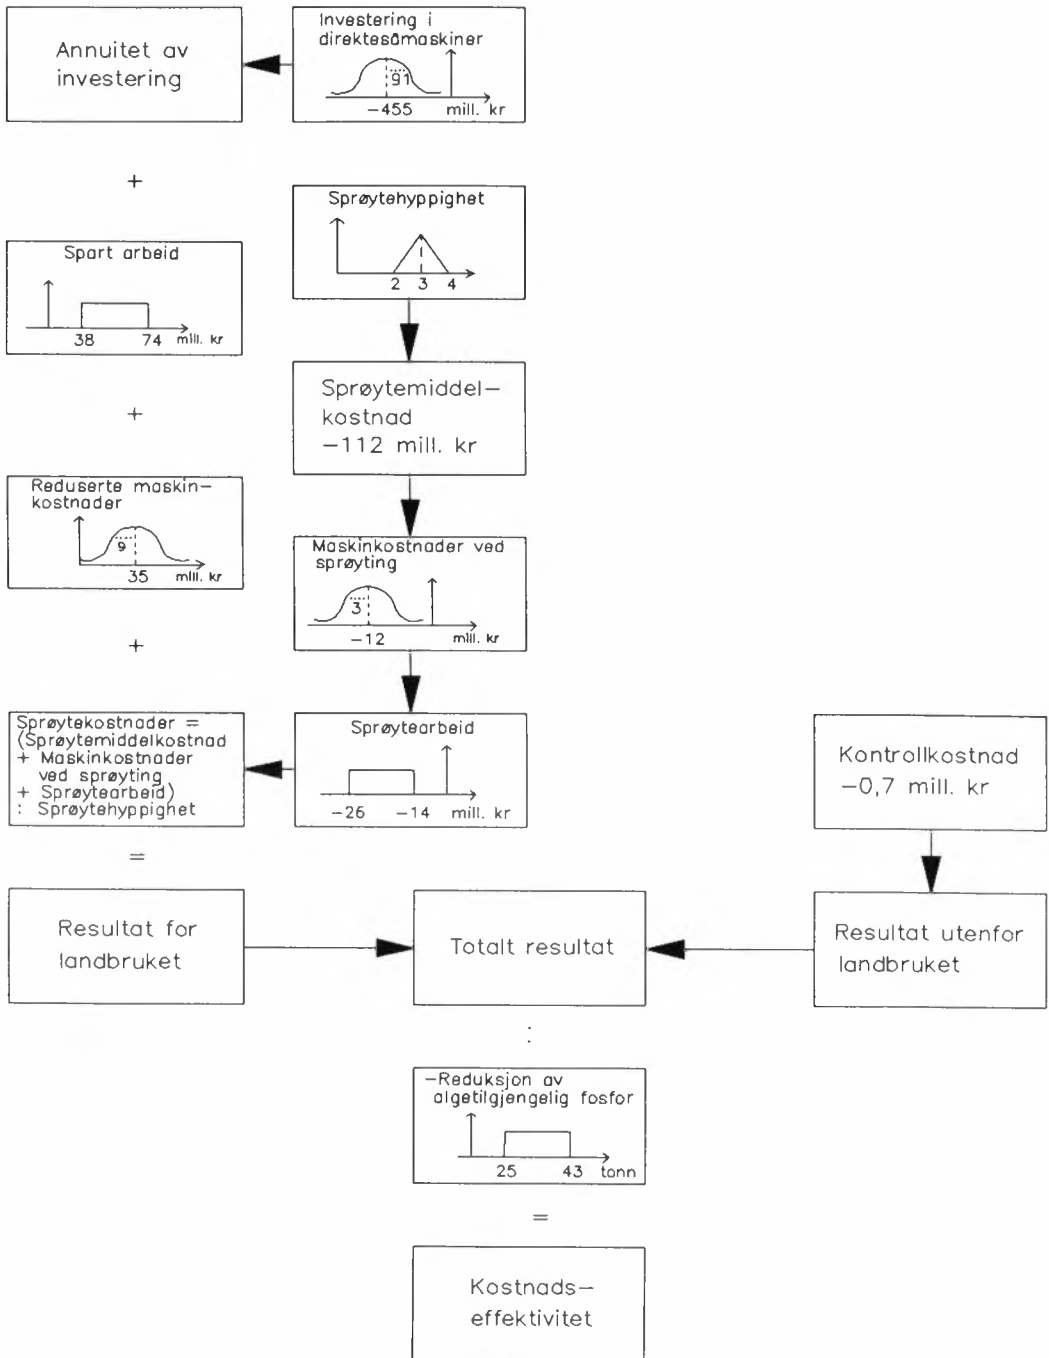 Annuitet av
investering
Investering i
direktesåmaskiner
91
-455 mill. kr
+
Sprøytehyppighet
2 3 4
Spart arbeid
38 74 mill. kr
+
Sprøytemiddel-
kostnad
-112 mill. kr
Reduserte maskin-
kostnader
9
35 mill. kr
Maskinkostnader ved
sprøyting
3
-12 mill. kr
+
Sprøytekostnader =
(Sprøytemiddelkostnad
+ Maskinkostnader
ved sprøyting
+ Sprøytearbeid)
: Sprøytehyppighet
Sprøytearbeid
-26 -14 mill. kr
Kontrollkostnad
-0,7 mill. kr
=
Resultat for
landbruket
Totalt resultat
Resultat utenfor
landbruket
:
-Reduksjon av
algetilgjengelig fosfor
25 43 tonn
=
Kostnads-
effektivitet